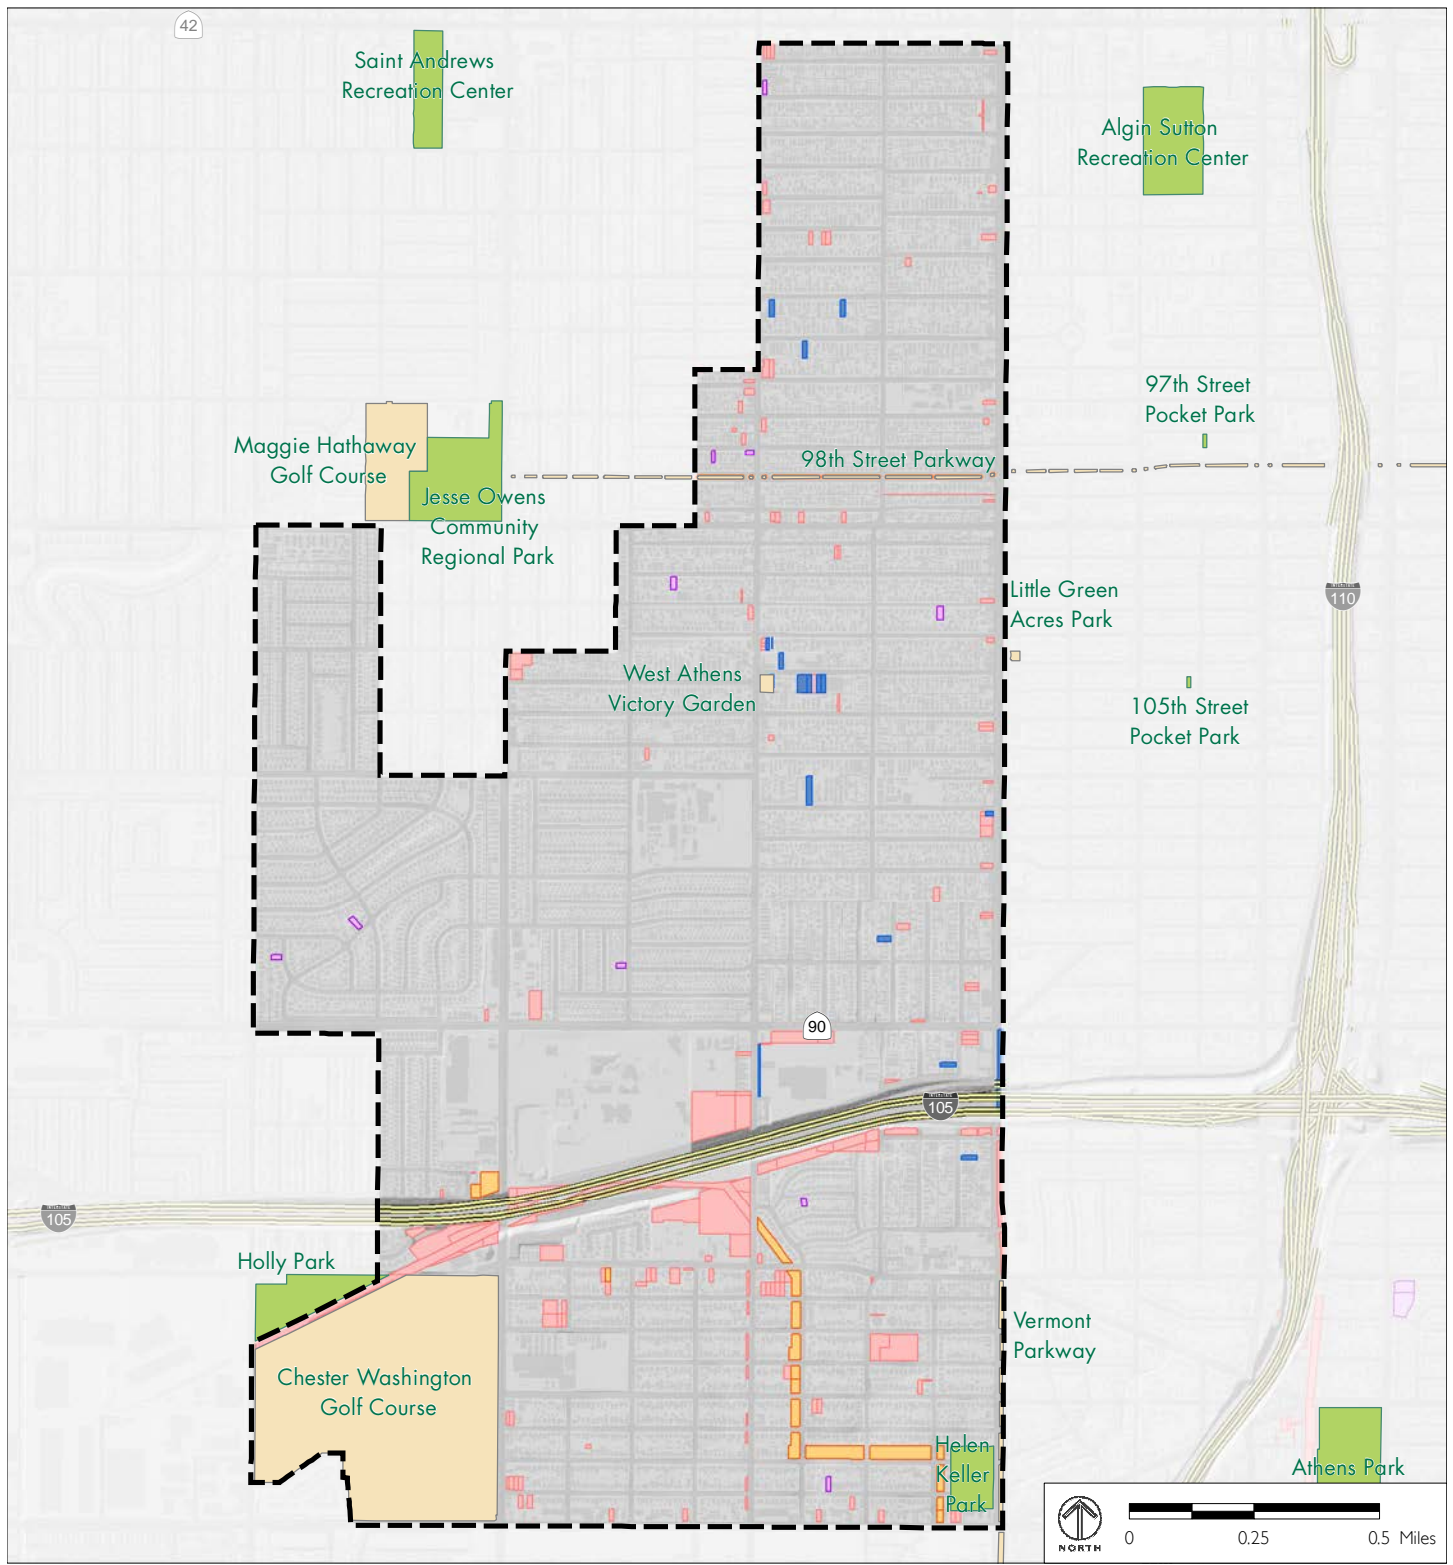 42
Saint Andrews
Recreation Center
Algin Sutton
Recreation Center
97th Street
Pocket Park
Maggie Hathaway
Golf Course
98th Street Parkway
Jesse Owens
Community
Regional Park
Little Green
Acres Park
INTERSTATE
110
West Athens
Victory Garden
105th Street
Pocket Park
90
INTERSTATE
105
INTERSTATE
105
Holly Park
Vermont
Parkway
Chester Washington
Golf Course
Helen
Keller
Park
Athens Park
NORTH
0 0.25 0.5 Miles